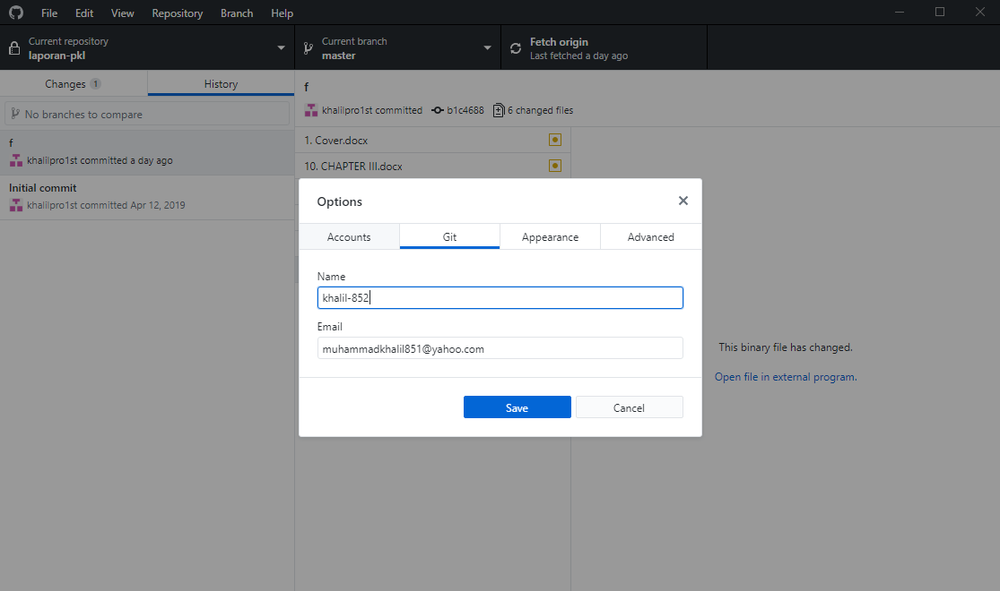 File Edit View Repository Branch Help
Current repository
laporan-pkl
Current branch
master
Fetch origin
Last fetched a day ago
Changes 1
History
No branches to compare
f
khalilpro1st committed a day ago
Initial commit
khalilpro1st committed Apr 12, 2019
f
khalilpro1st committed b1c4688 6 changed files
1. Cover.docx
10. CHAPTER III.docx
Options
Accounts Git Appearance Advanced
Name
khalil-852
Email
muhammadkhalil851@yahoo.com
Save Cancel
This binary file has changed.
Open file in external program.